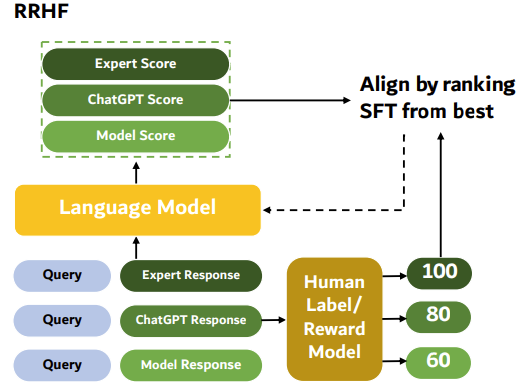 RRHF
Expert Score
ChatGPT Score
Model Score
Align by ranking
SFT from best
Language Model
Query
Expert Response
Query
ChatGPT Response
Query
Model Response
Human
Label/
Reward
Model
100
80
60